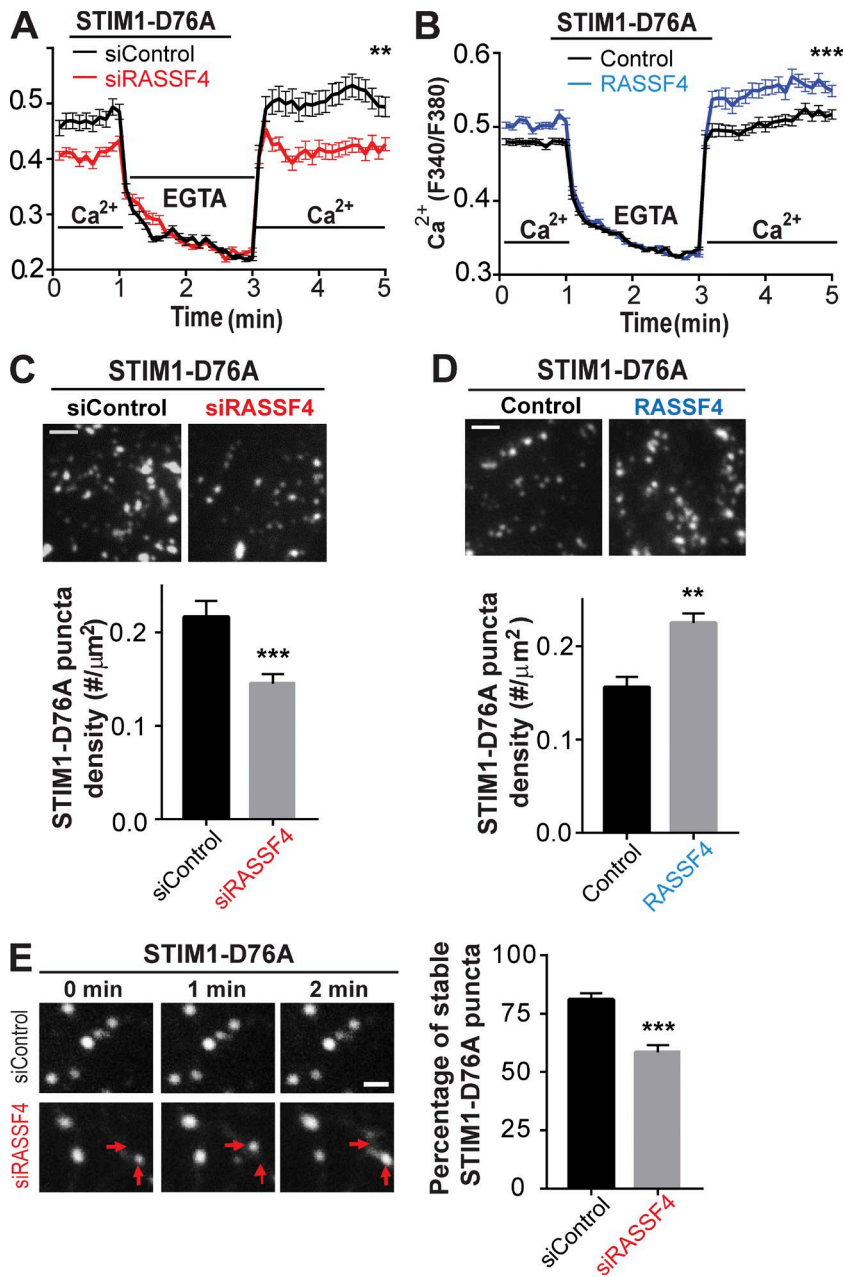 A
STIM1-D76A
siControl
siRASSF4
**
0.5
0.4
0.3
0.2
Ca2+
EGTA
Ca2+
0 1 2 3 4 5
Time (min)
B
STIM1-D76A
Control
RASSF4
***
Ca2+ (F340/F380)
0.6
0.5
0.4
0.3
Ca2+
EGTA
Ca2+
0 1 2 3 4 5
Time(min)
C
STIM1-D76A
siControl siRASSF4
STIM1-D76A puncta
density (#/μm2)
0.2
0.1
0.0
***
siControl
siRASSF4
D
STIM1-D76A
Control RASSF4
STIM1-D76A puncta
density (#/μm2)
0.2
0.1
0.0
**
Control
RASSF4
E
STIM1-D76A
0 min 1 min 2 min
siControl
siRASSF4
Percentage of stable
STIM1-D76A puncta
100
75
50
25
0
***
siControl
siRASSF4